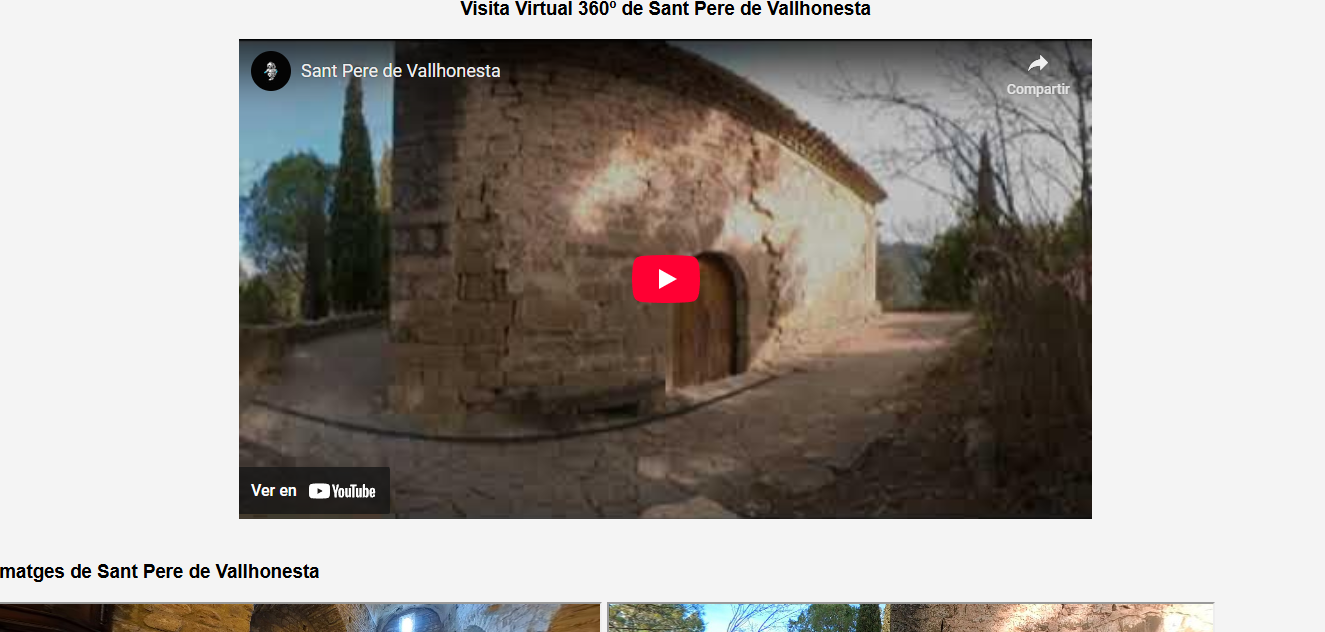 Visita Virtual 360º de Sant Pere de Vallhonesta
Sant Pere de Vallhonesta
Compartir
Ver en YouTube
matges de Sant Pere de Vallhonesta